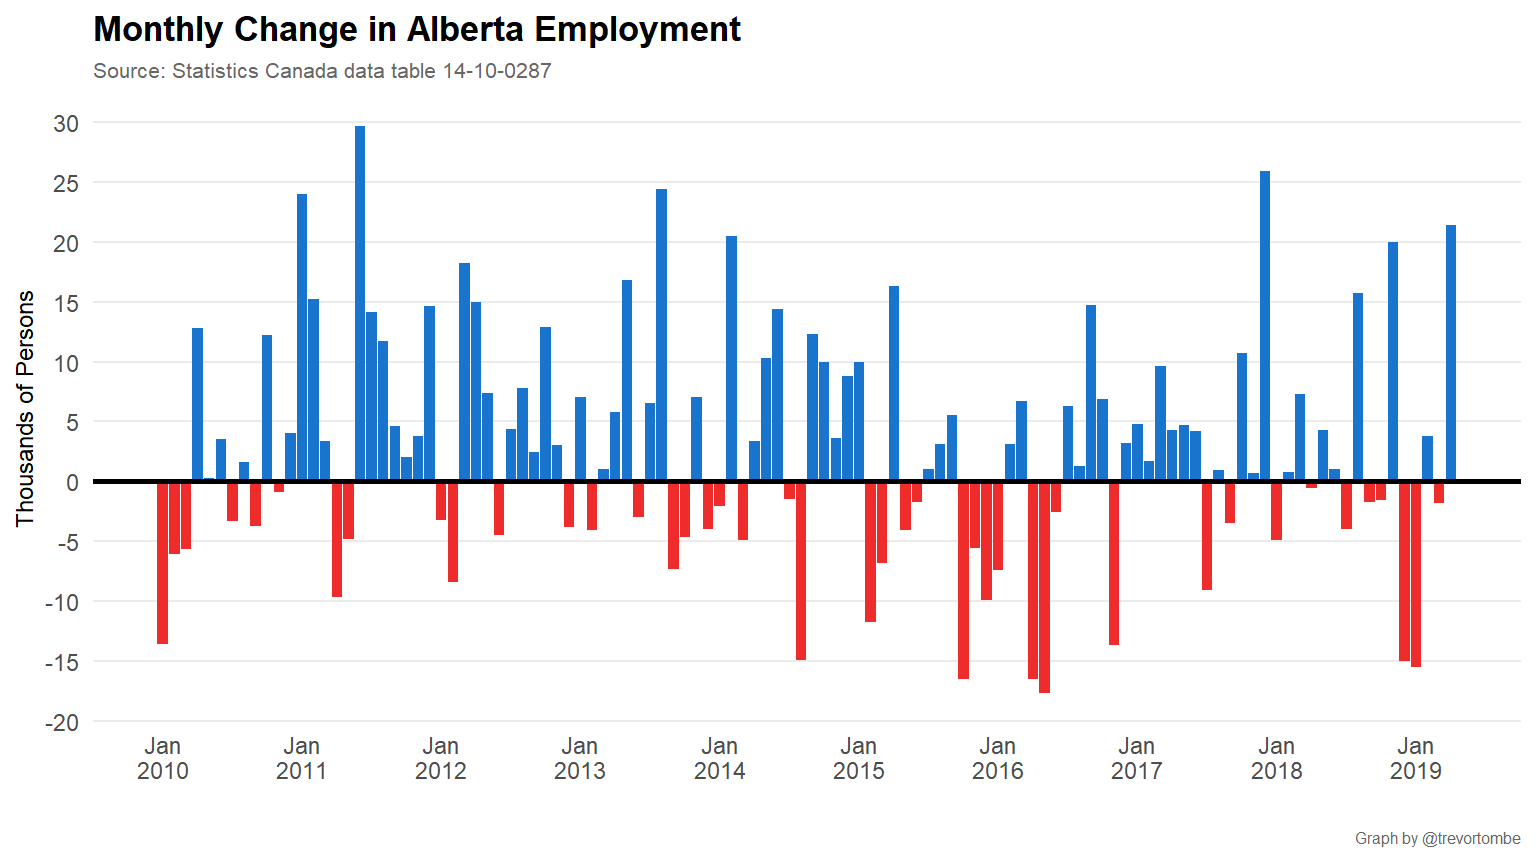 Monthly Change in Alberta Employment
Source: Statistics Canada data table 14-10-0287
Thousands of Persons
30
25
20
15
10
5
0
-5
-10
-15
-20
Jan Jan Jan Jan Jan Jan Jan Jan Jan Jan
2010 2011 2012 2013 2014 2015 2016 2017 2018 2019
Graph by @trevortombe